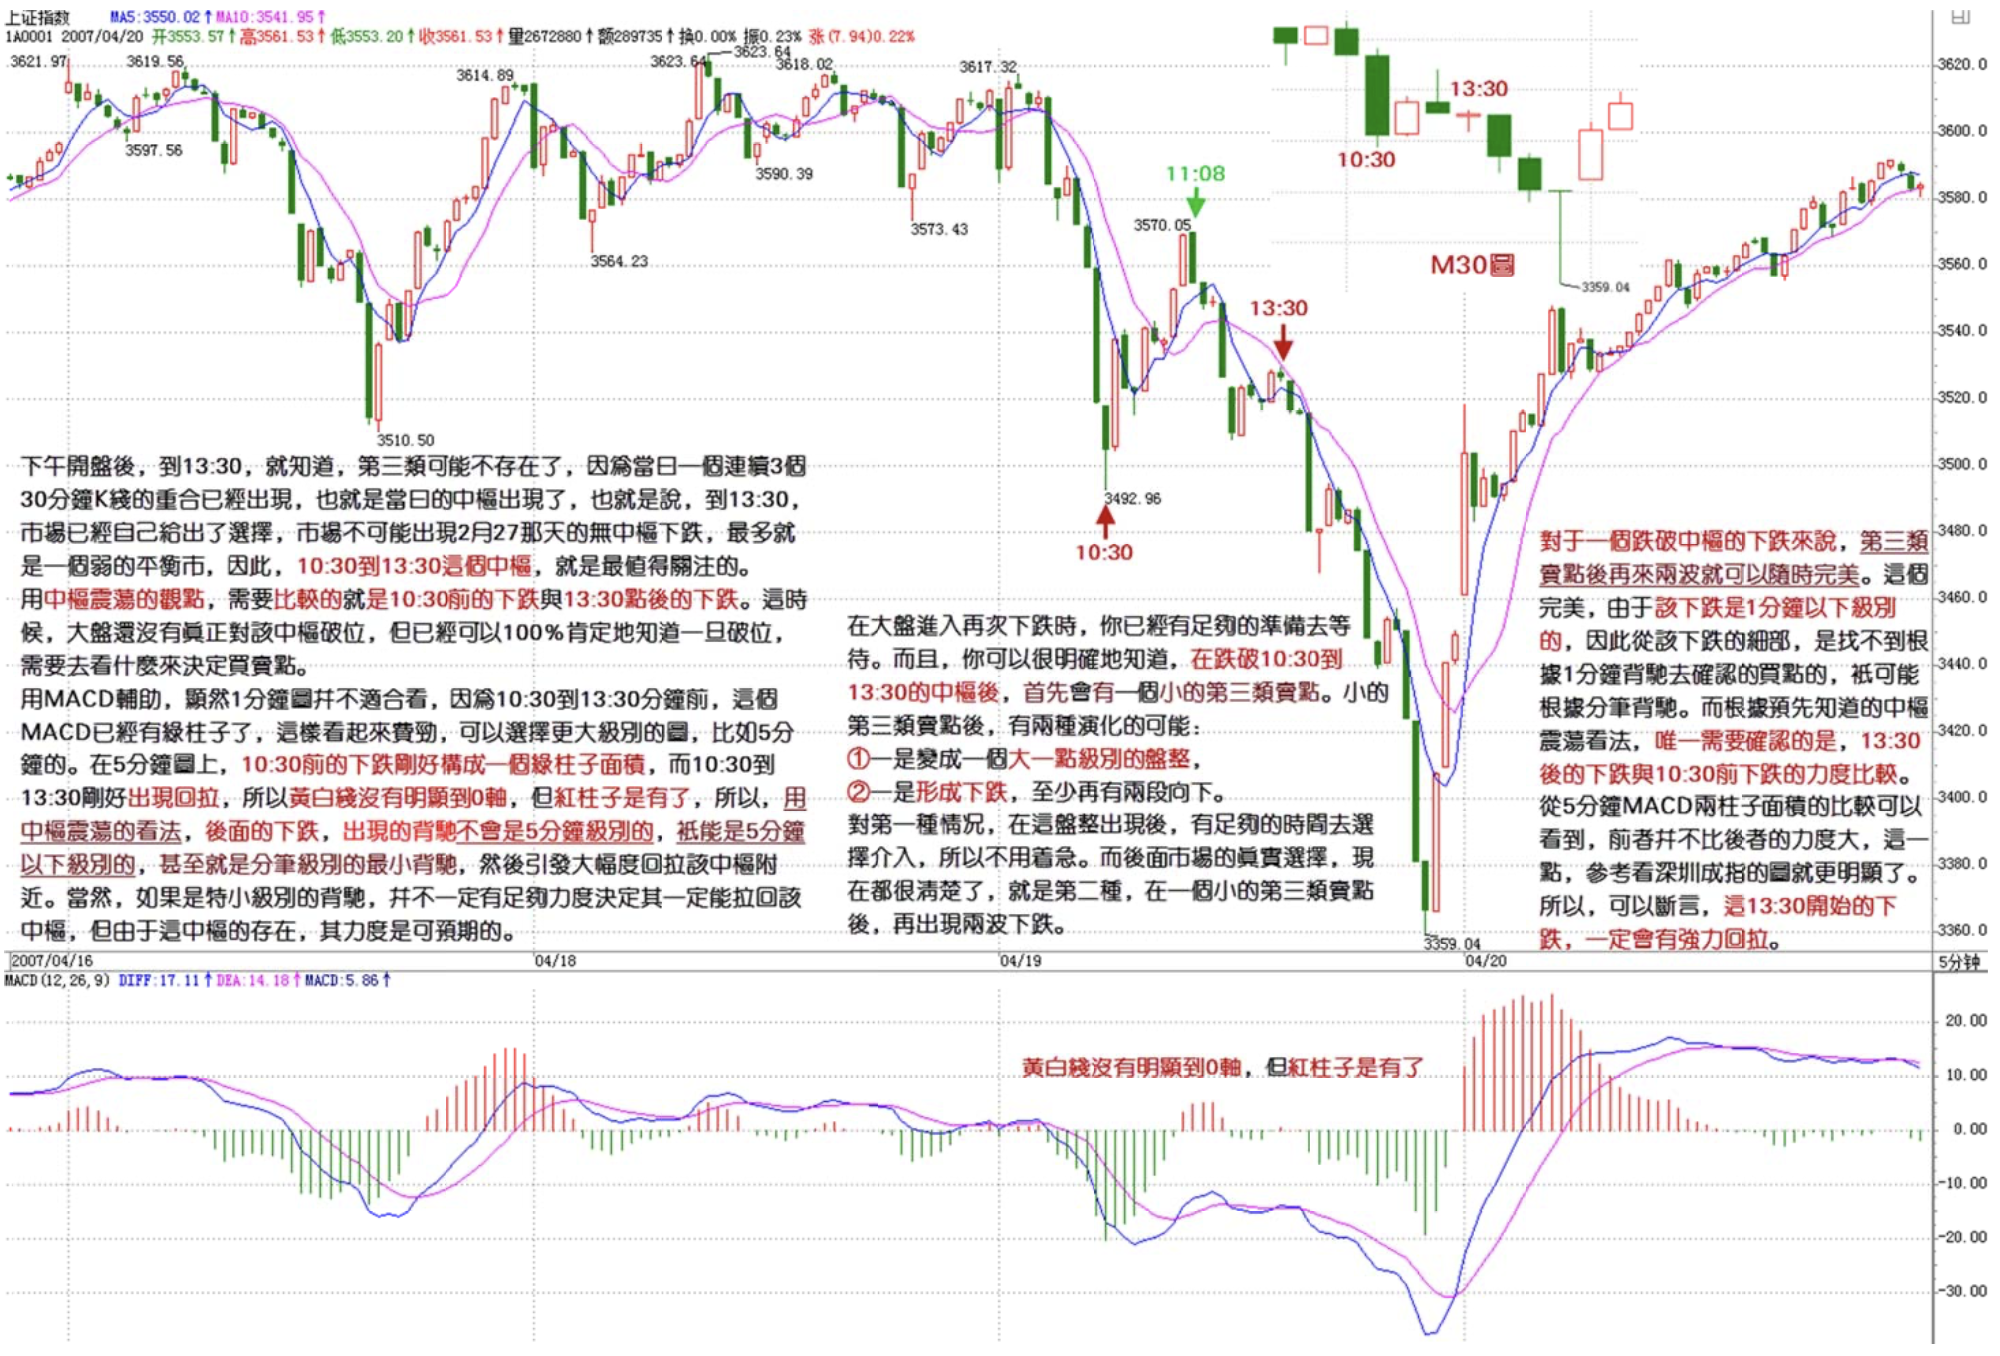 上证指数 MA5:3550.02↑MA10:3541.95↑
1A0001 2007/04/20 开3553.57↑高3561.53↑低3553.20↑收3561.53↑量2672880↑额289735↑换0.00% 振0.23% 涨(7.94)0.22%
3621.97
3619.56
3597.56
3510.50
3614.89
3564.23
3623.64
3623.64
3618.02
3590.39
3573.43
3617.32
3492.96
10:30
3570.05
11:08
13:30
13:30
10:30
M30圖
3359.04
3359.04
3620.0
3600.0
3580.0
3560.0
3540.0
3520.0
3500.0
3480.0
3460.0
3440.0
3420.0
3400.0
3380.0
3360.0
下午開盤後，到13:30，就知道，第三類可能不存在了，因爲當日一個連續3個
30分鐘K綫的重合已經出現，也就是當日的中樞出現了，也就是說，到13:30，
市場已經自己給出了選擇，市場不可能出現2月27那天的無中樞下跌，最多就
是一個弱的平衡市，因此，10:30到13:30這個中樞，就是最值得關注的。
用中樞震蕩的觀點，需要比較的就是10:30前的下跌與13:30點後的下跌。這時
候，大盤還沒有眞正對該中樞破位，但已經可以100%肯定地知道一旦破位，
需要去看什麼來決定買賣點。
用MACD輔助，顯然1分鐘圖幷不適合看，因爲10:30到13:30分鐘前，這個
MACD已經有綠柱子了，這樣看起來費勁，可以選擇更大級別的圖，比如5分
鐘的。在5分鐘圖上，10:30前的下跌剛好構成一個綠柱子面積，而10:30到
13:30剛好出現回拉，所以黃白綫沒有明顯到0軸，但紅柱子是有了，所以，用
中樞震蕩的看法，後面的下跌，出現的背馳不會是5分鐘級別的，衹能是5分鐘
以下級別的，甚至就是分筆級別的最小背馳，然後引發大幅度回拉該中樞附
近。當然，如果是特小級別的背馳，幷不一定有足夠力度決定其一定能拉回該
中樞，但由于這中樞的存在，其力度是可預期的。
在大盤進入再次下跌時，你已經有足夠的準備去等
待。而且，你可以很明確地知道，在跌破10:30到
13:30的中樞後，首先會有一個小的第三類賣點。小的
第三類賣點後，有兩種演化的可能：
①一是變成一個大一點級別的盤整，
②一是形成下跌，至少再有兩段向下。
對第一種情況，在這盤整出現後，有足夠的時間去選
擇介入，所以不用着急。而後面市場的眞實選擇，現
在都很清楚了，就是第二種，在一個小的第三類賣點
後，再出現兩波下跌。
對于一個跌破中樞的下跌來說，第三類
賣點後再來兩波就可以隨時完美。這個
完美，由于該下跌是1分鐘以下級別
的，因此從該下跌的細部，是找不到根
據1分鐘背馳去確認的買點的，衹可能
根據分筆背馳。而根據預先知道的中樞
震蕩看法，唯一需要確認的是，13:30
後的下跌與10:30前下跌的力度比較。
從5分鐘MACD兩柱子面積的比較可以
看到，前者幷不比後者的力度大，這一
點，參考看深圳成指的圖就更明顯了。
所以，可以斷言，這13:30開始的下
跌，一定會有強力回拉。
2007/04/16
04/18
04/19
04/20
5分钟
MACD(12,26,9) DIFF:17.11↑DEA:14.18↑MACD:5.86↑
黃白綫沒有明顯到0軸，但紅柱子是有了
20.00
10.00
0.00
-10.00
-20.00
-30.00